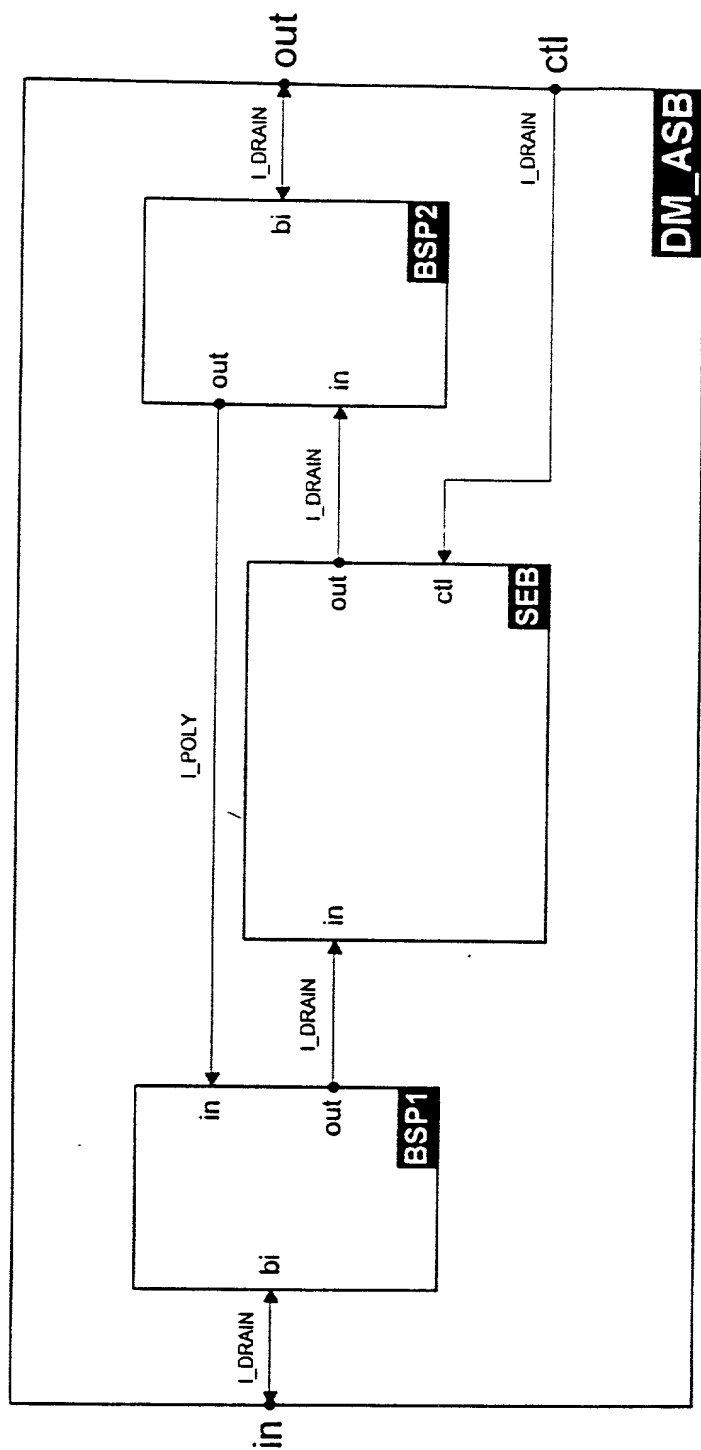 in
I_DRAIN
bi
in
out
BSP1
I_DRAIN
I_POLY
in
out
ctl
SEB
I_DRAIN
out
in
bi
BSP2
I_DRAIN
out
I_DRAIN
ctl
DM_ASB